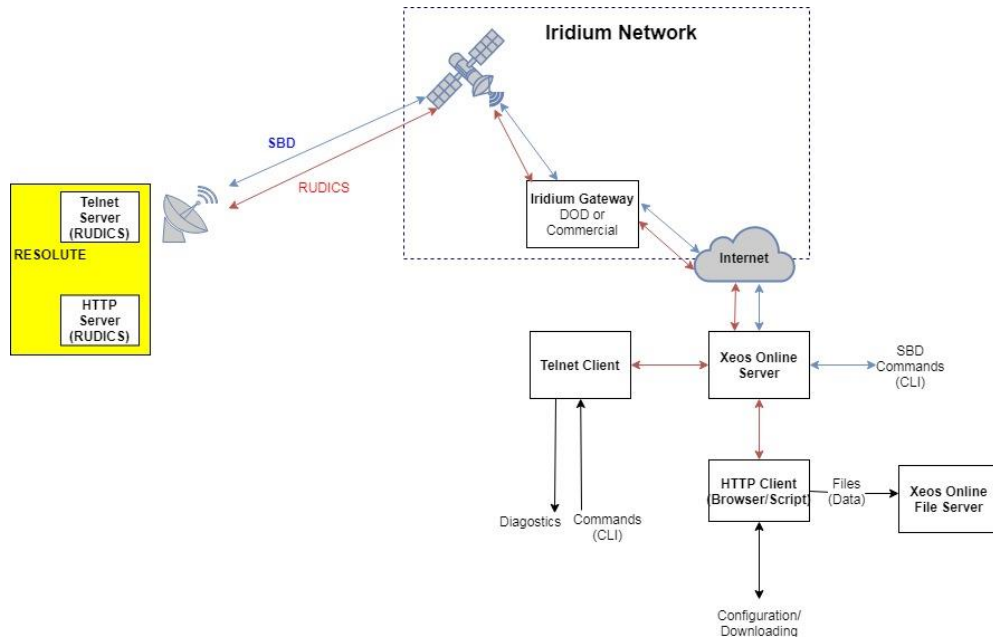 Iridium Network
SBD
RUDICS
Telnet
Server
(RUDICS)
RESOLUTE
HTTP
Server
(RUDICS)
Iridium Gateway
DOD or
Commercial
Internet
Telnet Client
Xeos Online
Server
SBD
Commands
(CLI)
HTTP Client
(Browser/Script)
Files
(Data)
Xeos Online
File Server
Diagostics
Commands
(CLI)
Configuration/
Downloading